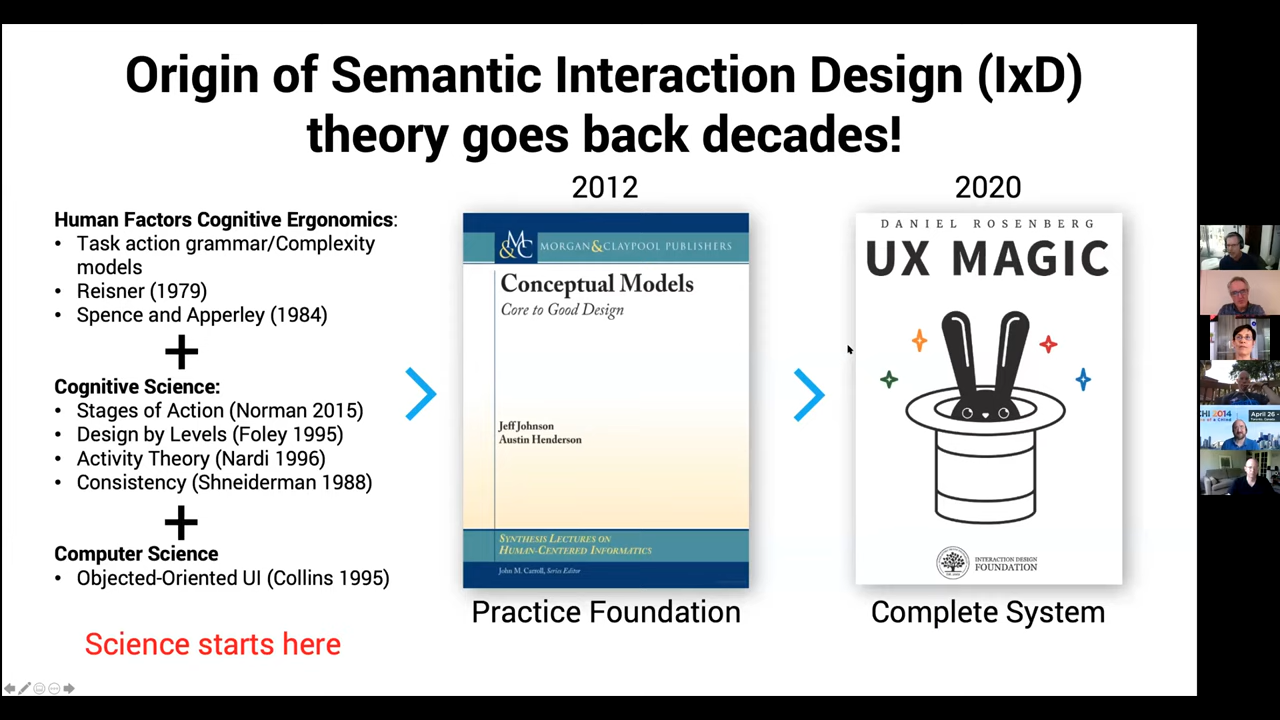 Origin of Semantic Interaction Design (IxD)
theory goes back decades!
Human Factors Cognitive Ergonomics:
• Task action grammar/Complexity
models
• Reisner (1979)
• Spence and Apperley (1984)
+
Cognitive Science:
• Stages of Action (Norman 2015)
• Design by Levels (Foley 1995)
• Activity Theory (Nardi 1996)
• Consistency (Shneiderman 1988)
+
Computer Science
• Objected-Oriented UI (Collins 1995)
Science starts here
2012
M
&C
MORGAN&CLAYPOOL PUBLISHERS
Conceptual Models
Core to Good Design
Jeff Johnson
Austin Henderson
SYNTHESIS LECTURES ON
HUMAN-CENTERED INFORMATICS
John M. Carroll, Series Editor
Practice Foundation
2020
DANIEL ROSENBERG
UX MAGIC
INTERACTION DESIGN
FOUNDATION
Complete System
CHI 2014
April 26 -